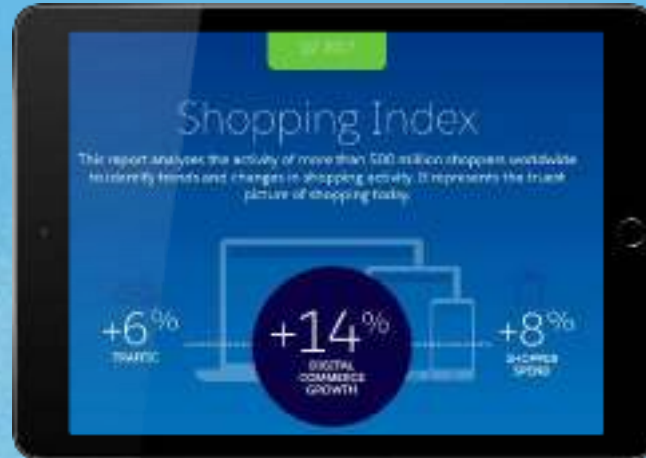 Q2 2017
Shopping Index
This report analyzes the activity of more than 500 million shoppers worldwide
to identify trends and changes in shopping activity. It represents the truest
picture of shopping today.
+6%
TRAFFIC
+14%
DIGITAL
COMMERCE
GROWTH
+8%
SHOPPER
SPEND